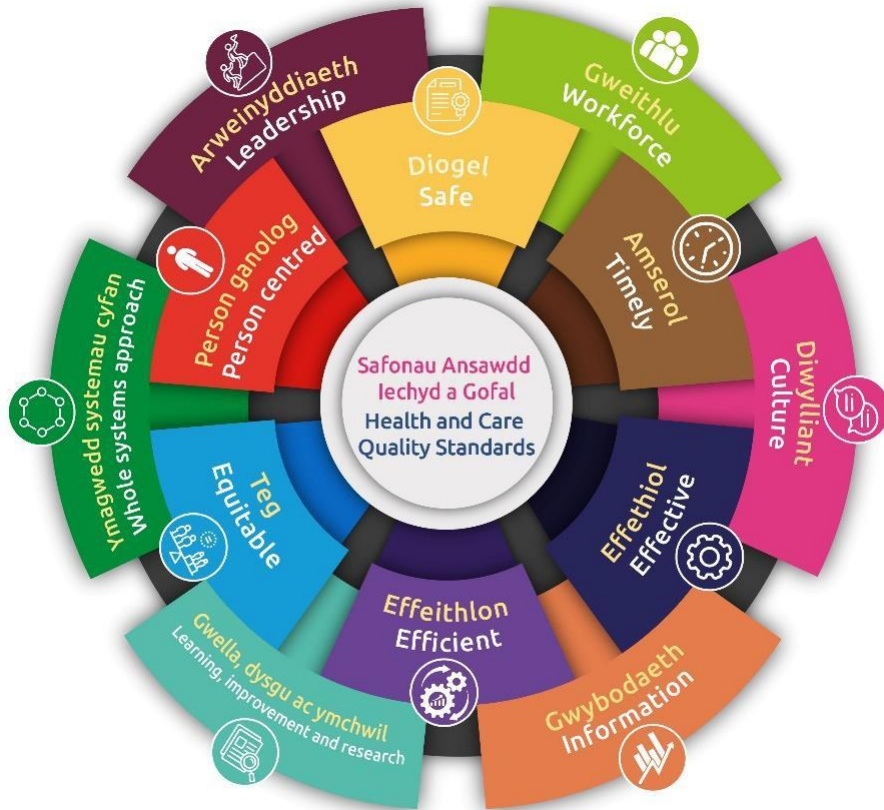 Safonau Ansawdd
Iechyd a Gofal
Health and Care
Quality Standards
Diogel
Safe
Amserol
Timely
Effethiol
Effective
Effeithlon
Efficient
Teg
Equitable
Person ganolog
Person centred
Arweinyddiaeth
Leadership
Gweithlu
Workforce
Diwylliant
Culture
Gwybodaeth
Information
Gwella, dysgu ac ymchwil
Learning, improvement and research
Ymagwedd systemau cyfan
Whole systems approach